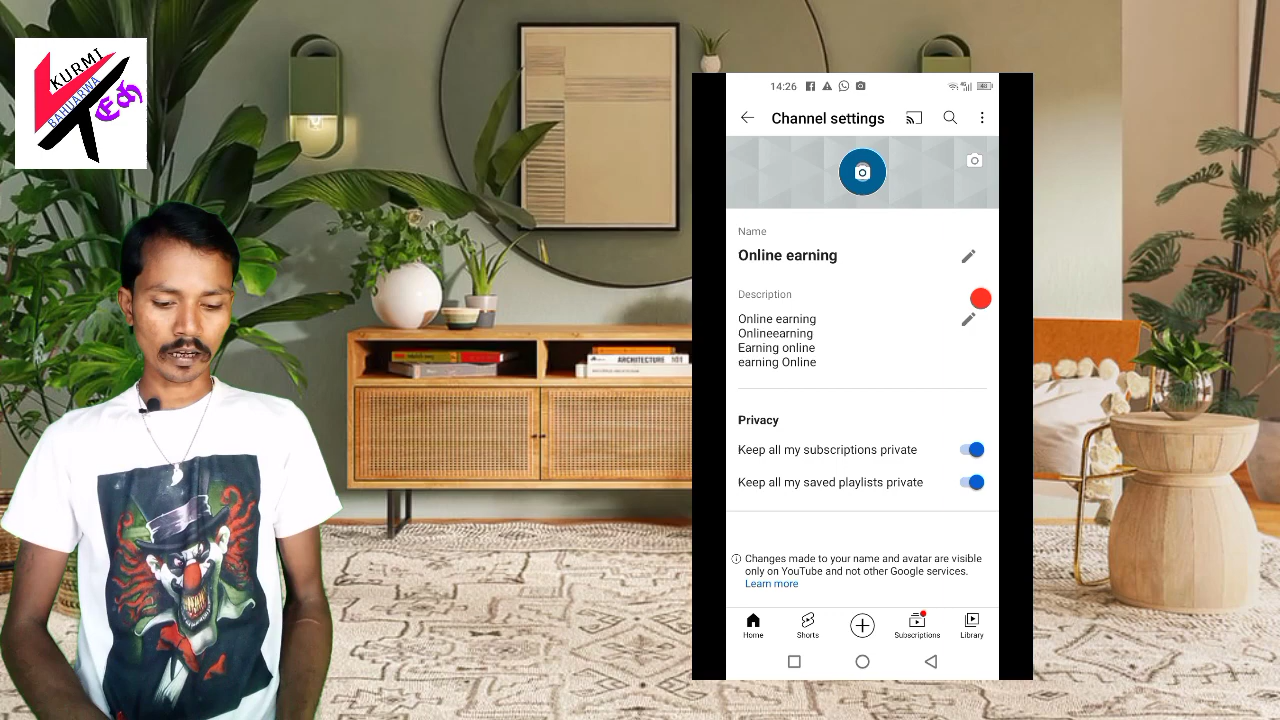 KURMI
BAHUARWA
ARCHITECTURE 101
14:26
Channel settings
Name
Online earning
Description
Online earning
Onlineearning
Earning online
earning Online
Privacy
Keep all my subscriptions private
Keep all my saved playlists private
Changes made to your name and avatar are visible
only on YouTube and not other Google services.
Learn more
Home
Shorts
Subscriptions
Library